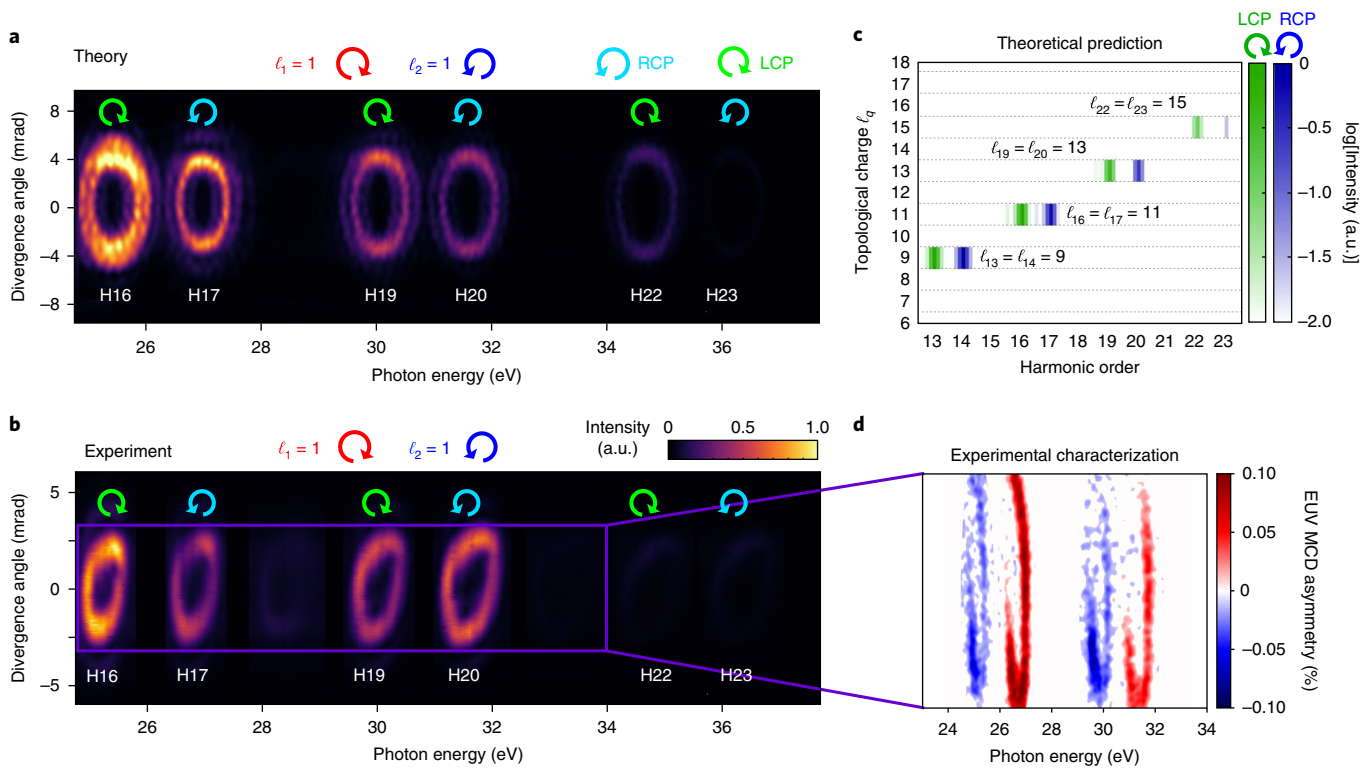 a
Theory
ℓ1 = 1
ℓ2 = 1
RCP
LCP
Divergence angle (mrad)
8
4
0
−4
−8
H16
H17
H19
H20
H22
H23
26
28
30
32
34
36
Photon energy (eV)
b
Experiment
ℓ1 = 1
ℓ2 = 1
Intensity
(a.u.)
0
0.5
1.0
Divergence angle (mrad)
5
0
−5
H16
H17
H19
H20
H22
H23
26
28
30
32
34
36
Photon energy (eV)
c
Theoretical prediction
LCP
RCP
Topological charge ℓq
18
17
16
15
14
13
12
11
10
9
8
7
6
ℓ22 = ℓ23 = 15
ℓ19 = ℓ20 = 13
ℓ16 = ℓ17 = 11
ℓ13 = ℓ14 = 9
13
14
15
16
17
18
19
20
21
22
23
Harmonic order
0
−0.5
−1.0
−1.5
−2.0
log[Intensity (a.u.)]
d
Experimental characterization
24
26
28
30
32
34
Photon energy (eV)
0.10
0.05
0
−0.05
−0.10
EUV MCD asymmetry (%)